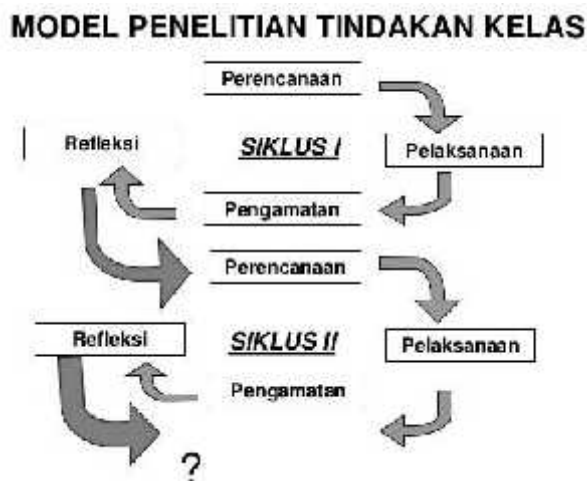 MODEL PENELITIAN TINDAKAN KELAS
Perencanaan
Refleksi
SIKLUS I
Pelaksanaan
Pengamatan
Perencanaan
Refleksi
SIKLUS II
Pelaksanaan
Pengamatan
?